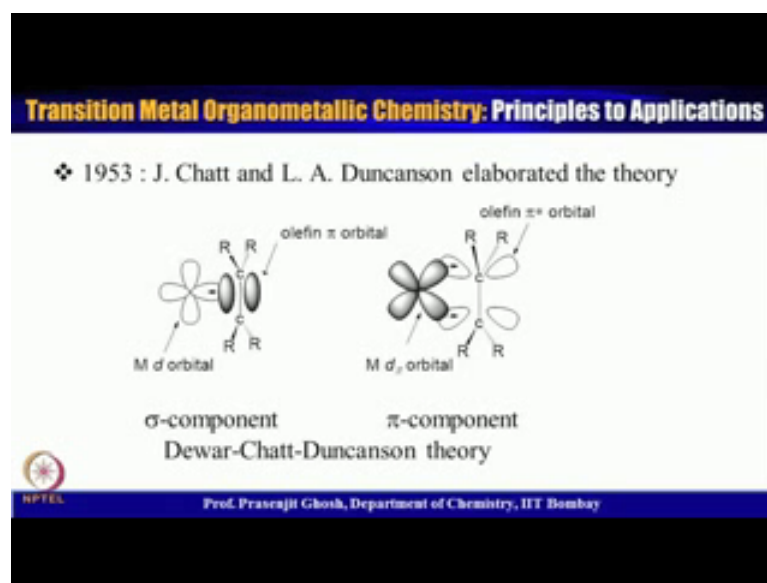 Transition Metal Organometallic Chemistry: Principles to Applications
❖ 1953 : J. Chatt and L. A. Duncanson elaborated the theory
olefin π orbital
R R
C
C
R R
M d orbital
olefin π* orbital
R R
C
C
R R
M dπ orbital
σ-component π-component
Dewar-Chatt-Duncanson theory
NPTEL
Prof. Prasenjit Ghosh, Department of Chemistry, IIT Bombay